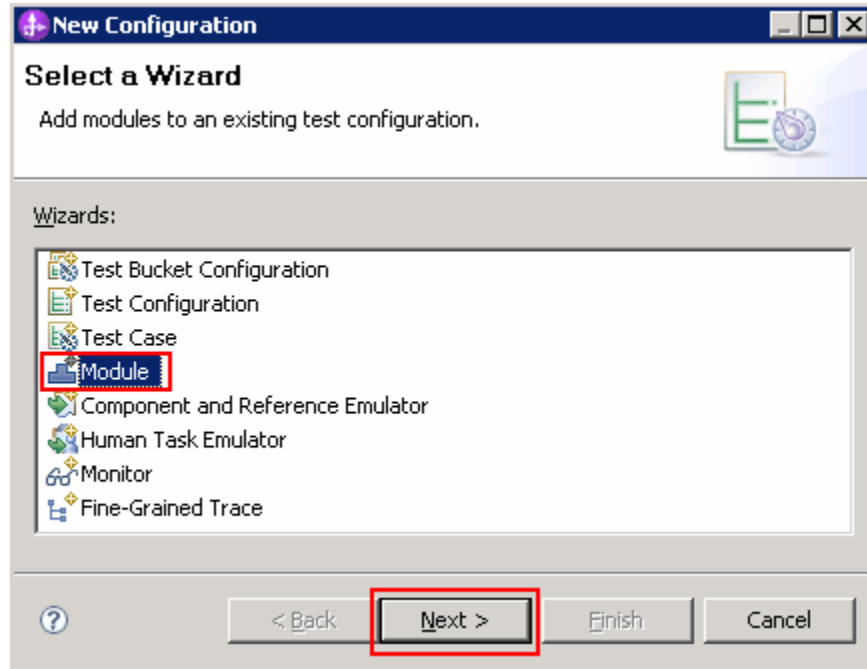 New Configuration
Select a Wizard
Add modules to an existing test configuration.
Wizards:
Test Bucket Configuration
Test Configuration
Test Case
Module
Component and Reference Emulator
Human Task Emulator
Monitor
Fine-Grained Trace
? < Back Next > Finish Cancel